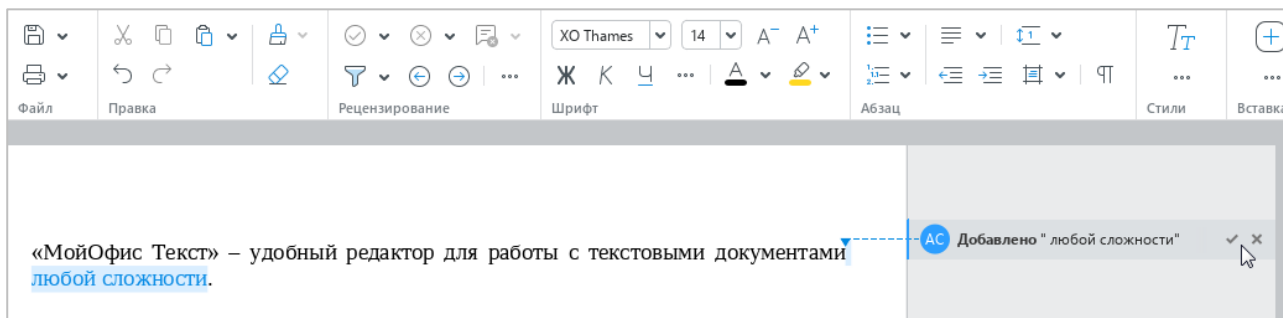 XO Thames 14 A⁻ A⁺
Ж К Ч А
Файл Правка Рецензирование Шрифт Абзац Стили Вставка
«МойОфис Текст» – удобный редактор для работы с текстовыми документами
любой сложности.
АС Добавлено " любой сложности"